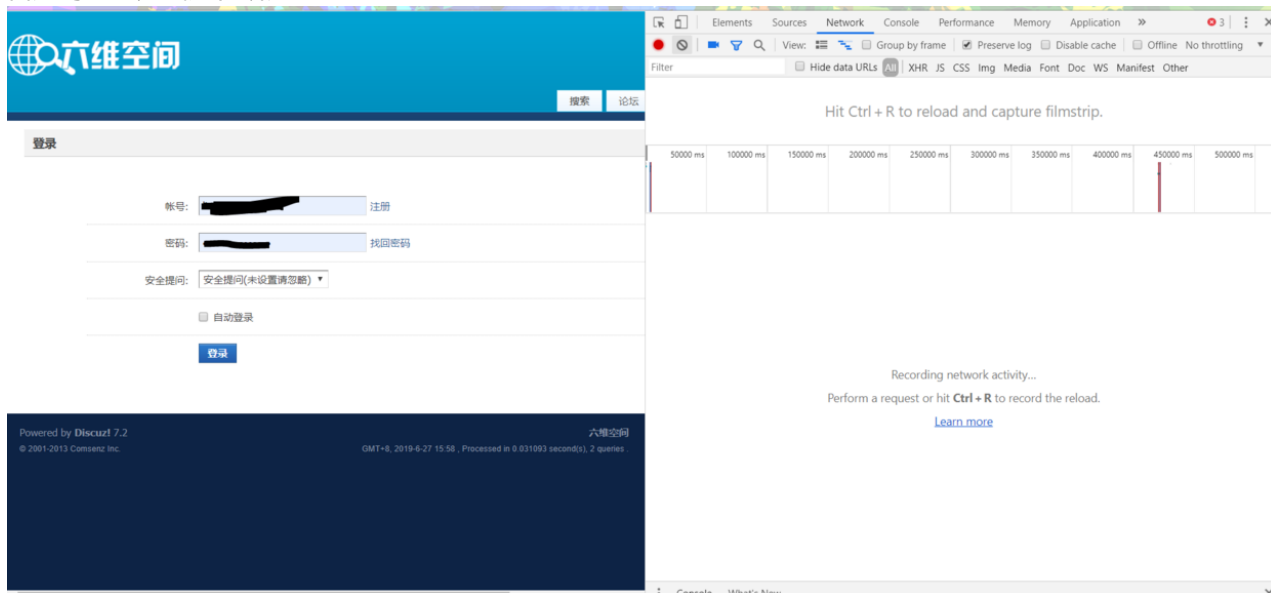 六维空间
搜索 论坛
登录
帐号: 注册
密码: 找回密码
安全提问: 安全提问(未设置请忽略)
自动登录
登录
Powered by Discuz! 7.2
六维空间
© 2001-2013 Comsenz Inc.
GMT+8, 2019-6-27 15:58 , Processed in 0.031093 second(s), 2 queries .
Elements Sources Network Console Performance Memory Application » 3
View: Group by frame Preserve log Disable cache Offline No throttling
Filter Hide data URLs All XHR JS CSS Img Media Font Doc WS Manifest Other
Hit Ctrl + R to reload and capture filmstrip.
50000 ms 100000 ms 150000 ms 200000 ms 250000 ms 300000 ms 350000 ms 400000 ms 450000 ms 500000 ms
Recording network activity...
Perform a request or hit Ctrl + R to record the reload.
Learn more
Console What's New